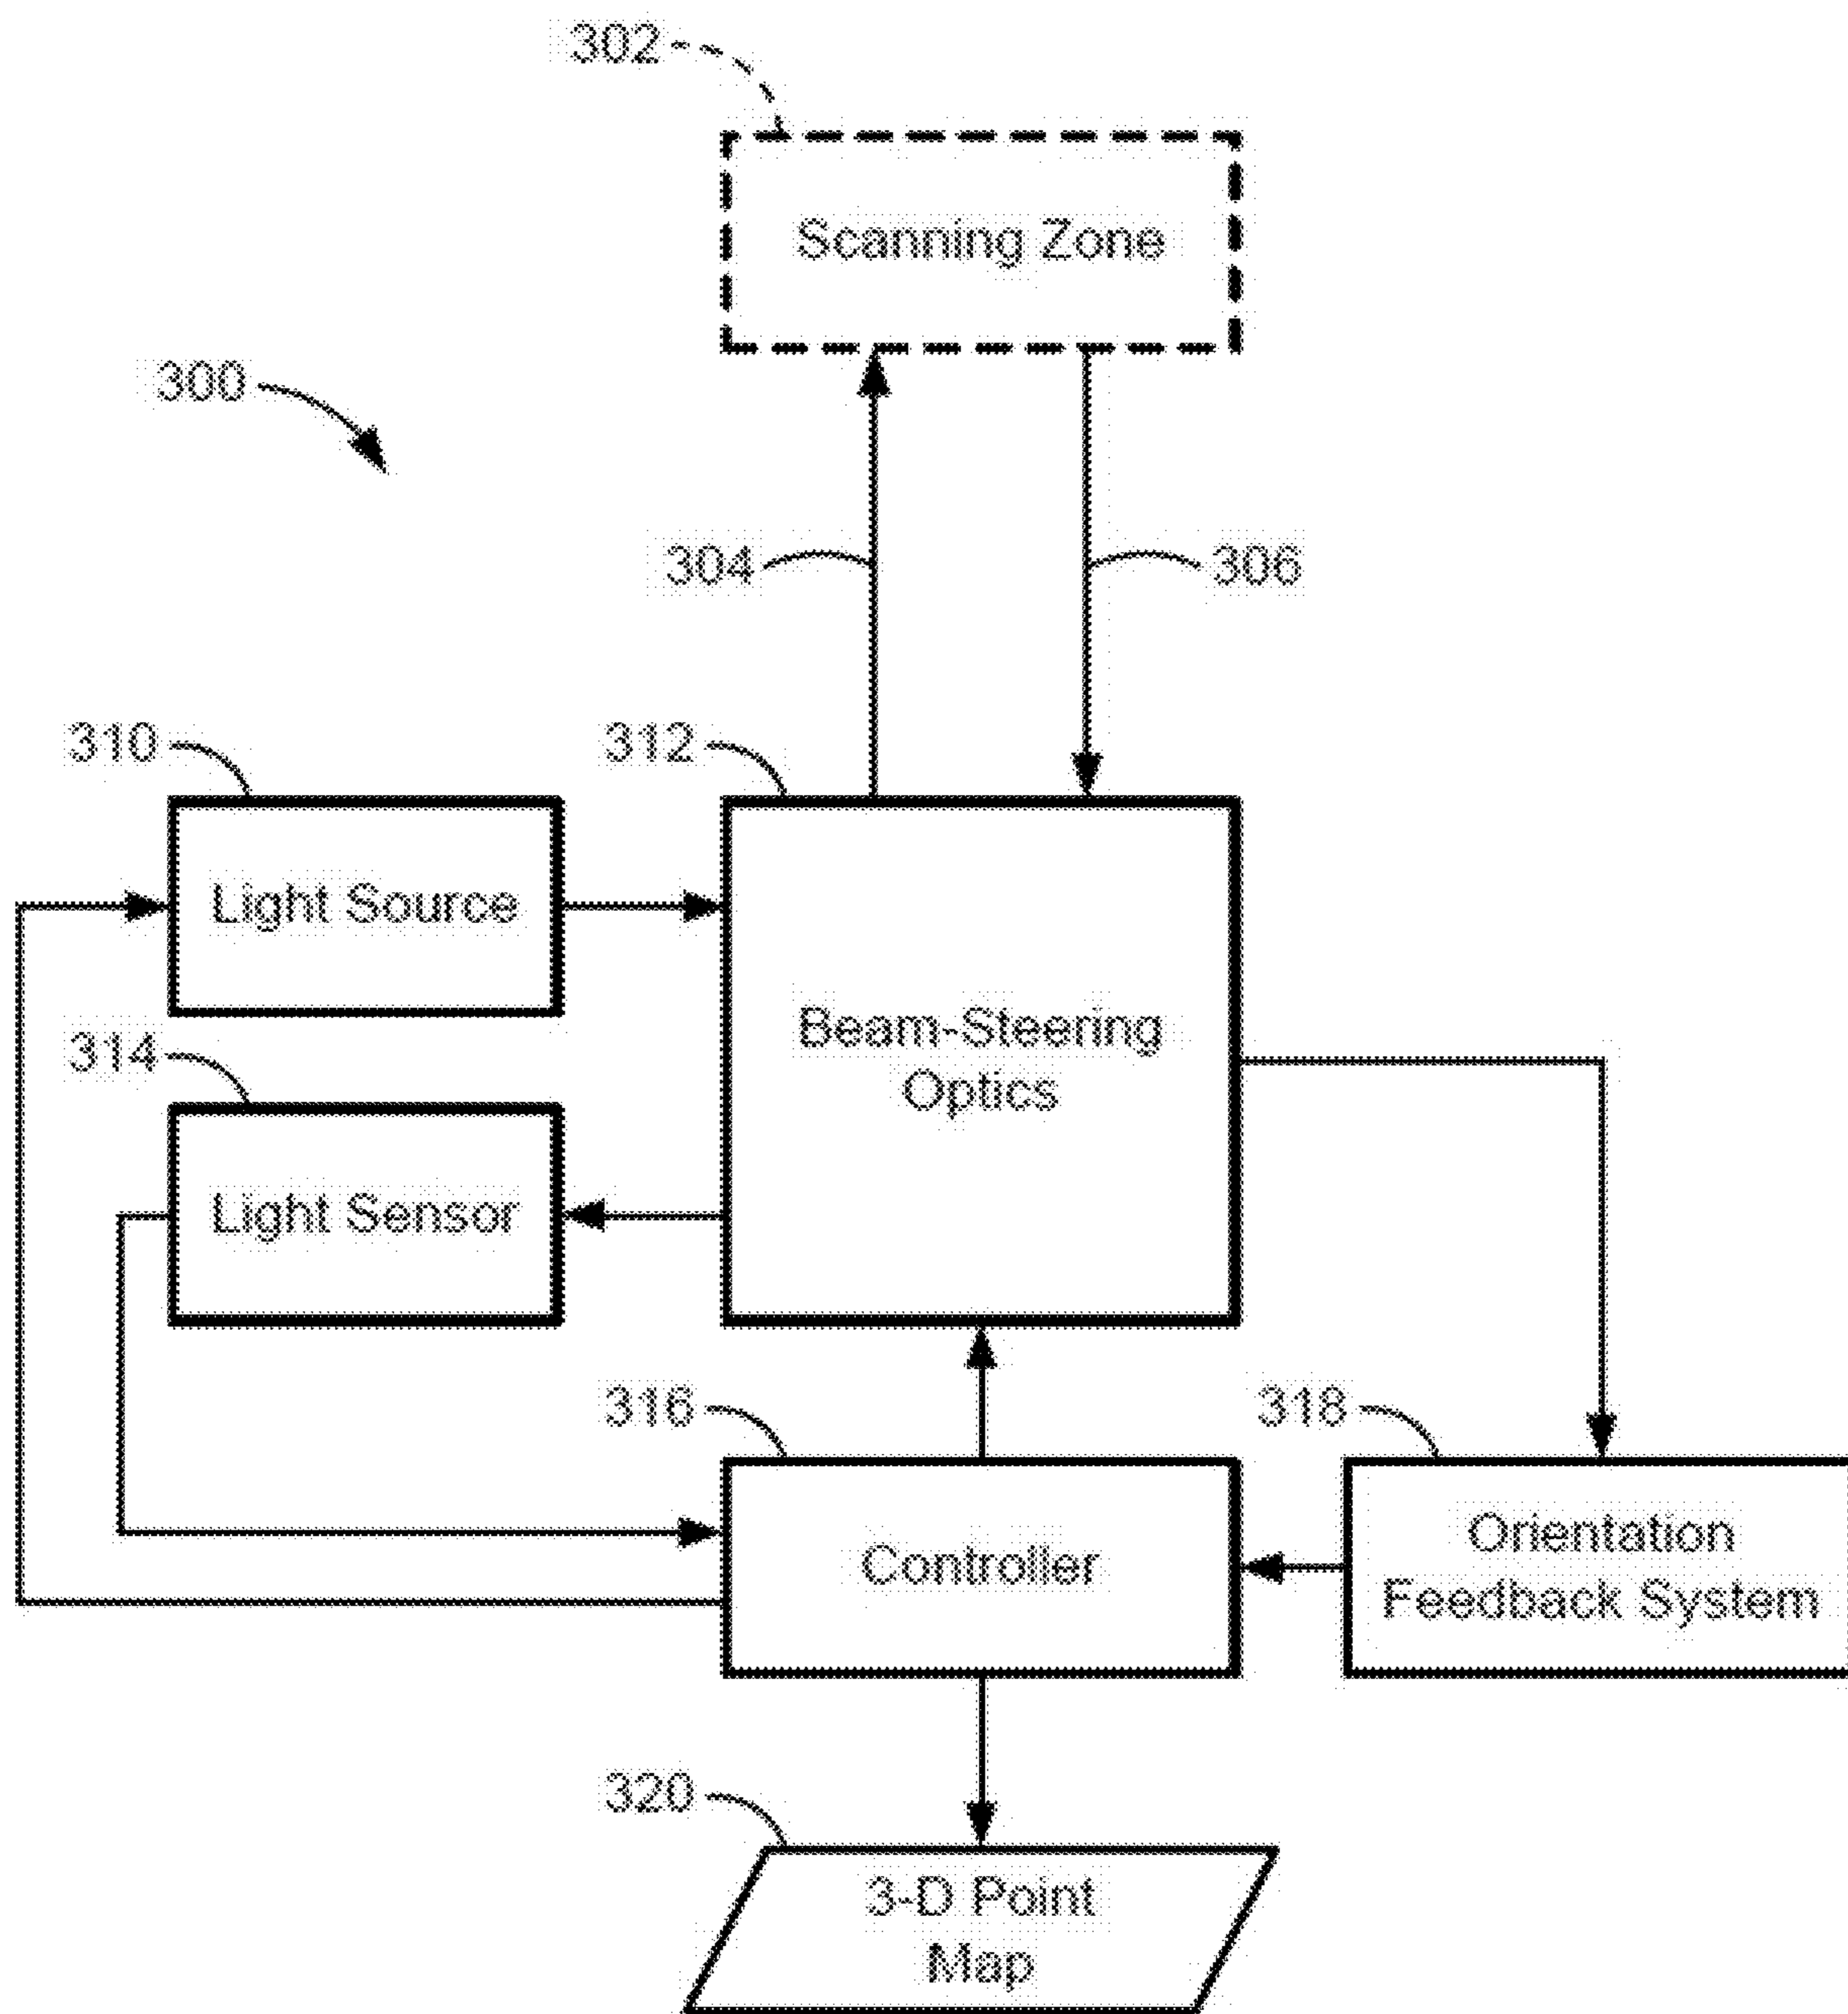 302
Scanning Zone
300
304
306
310
312
Light Source
Beam-Steering
Optics
314
Light Sensor
316
318
Controller
Orientation
Feedback System
320
3-D Point
Map